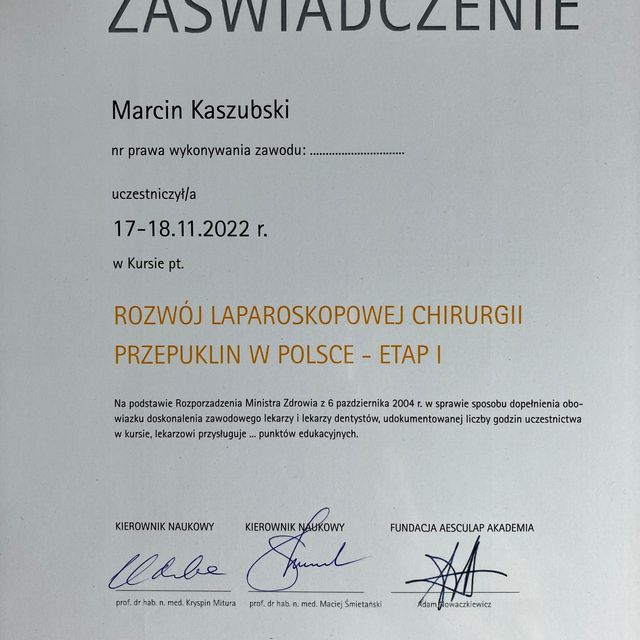 ZAŚWIADCZENIE
Marcin Kaszubski
nr prawa wykonywania zawodu: ..............................
uczestniczył/a
17-18.11.2022 r.
w Kursie pt.
ROZWÓJ LAPAROSKOPOWEJ CHIRURGII
PRZEPUKLIN W POLSCE - ETAP I
Na podstawie Rozporzadzenia Ministra Zdrowia z 6 pazdziernika 2004 r. w sprawie sposobu dopełnienia obo-
wiazku doskonalenia zawodowego lekarzy i lekarzy dentystów, udokumentowanej liczby godzin uczestnictwa
w kursie, lekarzowi przysługuje ... punktów edukacyjnych.
KIEROWNIK NAUKOWY KIEROWNIK NAUKOWY FUNDACJA AESCULAP AKADEMIA
prof. dr hab. n. med. Kryspin Mitura prof. dr hab. n. med. Maciej Śmietański Adam Nowaczkiewicz